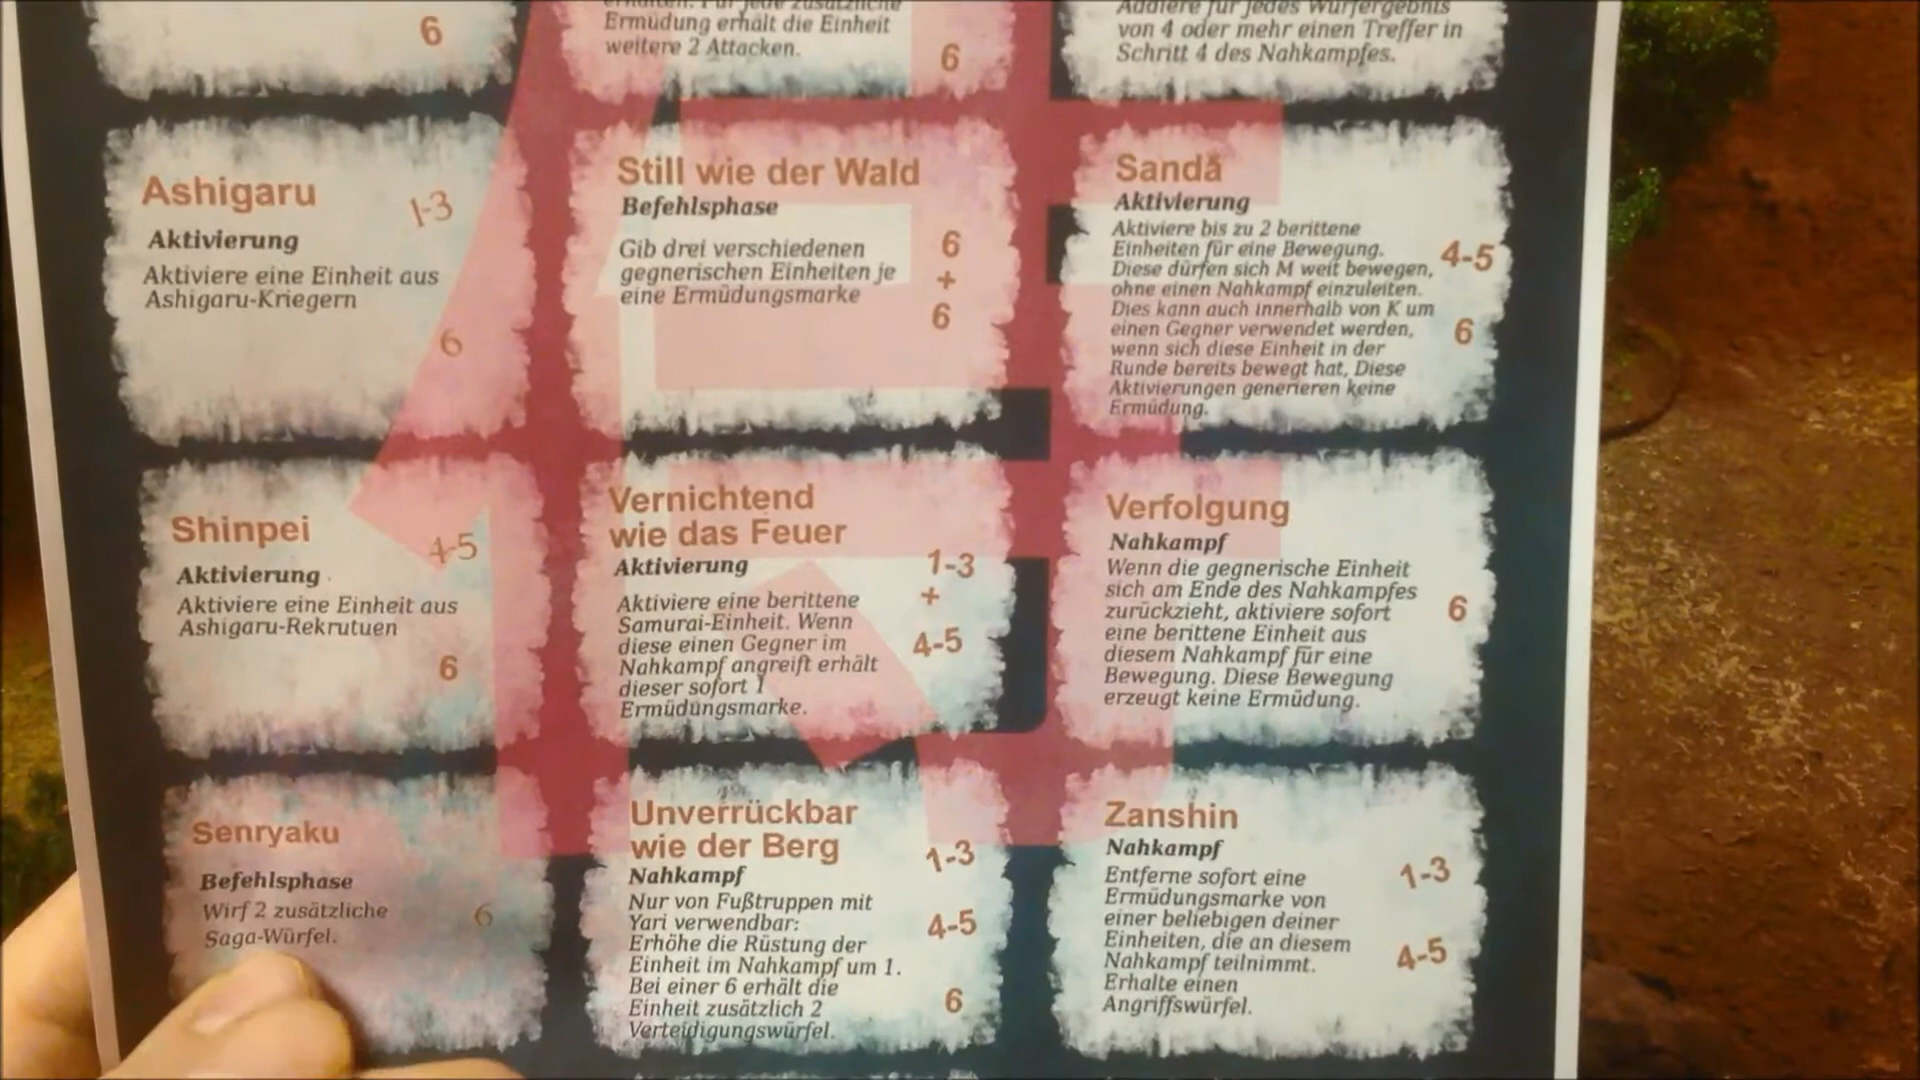 6
Ermüdung erhält die Einheit
weitere 2 Attacken.
6
Addiere für jedes Würfergebnis
von 4 oder mehr einen Treffer in
Schritt 4 des Nahkampfes.
Ashigaru
1-3
Aktivierung
Aktiviere eine Einheit aus
Ashigaru-Kriegern
6
Still wie der Wald
Befehlsphase
Gib drei verschiedenen
gegnerischen Einheiten je
eine Ermüdungsmarke
6
+
6
Sandã
Aktivierung
Aktiviere bis zu 2 berittene
Einheiten für eine Bewegung.
Diese dürfen sich M weit bewegen,
ohne einen Nahkampf einzuleiten.
Dies kann auch innerhalb von K um
einen Gegner verwendet werden,
wenn sich diese Einheit in der
Runde bereits bewegt hat, Diese
Aktivierungen generieren keine
Ermüdung.
4-5
6
Shinpei
4-5
Aktivierung
Aktiviere eine Einheit aus
Ashigaru-Rekrutuen
6
Vernichtend
wie das Feuer
Aktivierung
Aktiviere eine berittene
Samurai-Einheit. Wenn
diese einen Gegner im
Nahkampf angreift erhält
dieser sofort 1
Ermüdungsmarke.
1-3
+
4-5
Verfolgung
Nahkampf
Wenn die gegnerische Einheit
sich am Ende des Nahkampfes
zurückzieht, aktiviere sofort
eine berittene Einheit aus
diesem Nahkampf für eine
Bewegung. Diese Bewegung
erzeugt keine Ermüdung.
6
Senryaku
Befehlsphase
Wirf 2 zusätzliche
Saga-Würfel.
6
Unverrückbar
wie der Berg
Nahkampf
Nur von Fußtruppen mit
Yari verwendbar:
Erhöhe die Rüstung der
Einheit im Nahkampf um 1.
Bei einer 6 erhält die
Einheit zusätzlich 2
Verteidigungswürfel.
1-3
4-5
6
Zanshin
Nahkampf
Entferne sofort eine
Ermüdungsmarke von
einer beliebigen deiner
Einheiten, die an diesem
Nahkampf teilnimmt.
Erhalte einen
Angriffswürfel.
1-3
4-5